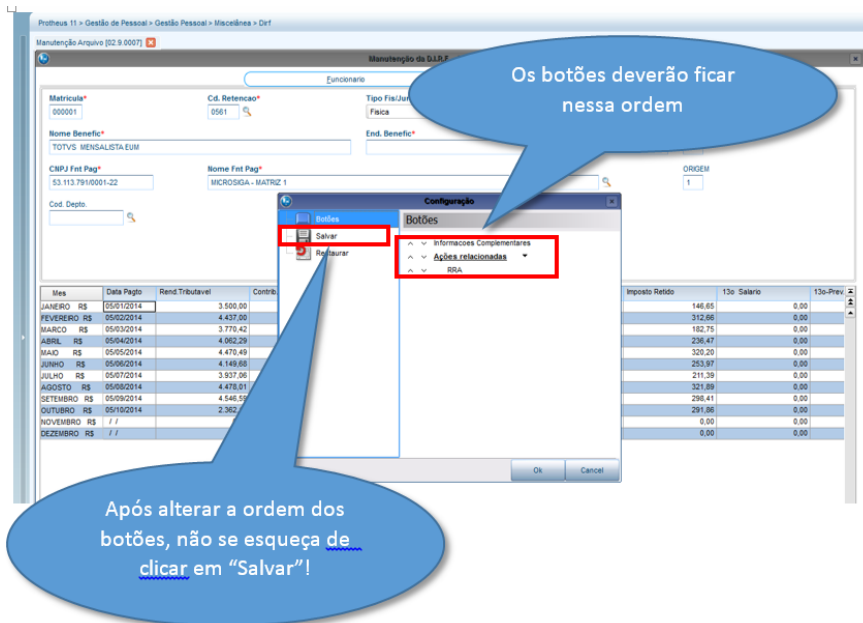 Protheus 11 > Gestão de Pessoal > Gestão Pessoal > Miscelânea > Dirf
Manutenção Arquivo [02.9.0007]
Manutenção da D.I.R.F.
Funcionario
Os botões deverão ficar
nessa ordem
Matricula* Cd. Retencao* Tipo Fis/Jur
000001 0561 Fisica
Nome Benefic* End. Benefic*
TOTVS MENSALISTA EUM
CNPJ Fnt Pag* Nome Fnt Pag* ORIGEM
53.113.791/0001-22 MICROSIGA - MATRIZ 1 1
Cod. Depto.
Configuração
Botões Botões
Salvar Informacoes Complementares
Restaurar Ações relacionadas
RRA
Mes Data Pagto Rend.Tributavel Contrib. Imposto Retido 13o Salario 13o-Prev.
JANEIRO R$ 05/01/2014 3.500,00 146,65 0,00
FEVEREIRO R$ 05/02/2014 4.437,00 312,66 0,00
MARCO R$ 05/03/2014 3.770,42 182,75 0,00
ABRIL R$ 05/04/2014 4.062,29 236,47 0,00
MAIO R$ 05/05/2014 4.470,49 320,20 0,00
JUNHO R$ 05/06/2014 4.149,68 253,97 0,00
JULHO R$ 05/07/2014 3.937,06 211,39 0,00
AGOSTO R$ 05/08/2014 4.478,01 321,89 0,00
SETEMBRO R$ 05/09/2014 4.546,59 298,41 0,00
OUTUBRO R$ 05/10/2014 2.362, 291,86 0,00
NOVEMBRO R$ / / 0,00 0,00
DEZEMBRO R$ / / 0,00 0,00
Ok Cancel
Após alterar a ordem dos
botões, não se esqueça de
clicar em “Salvar”!